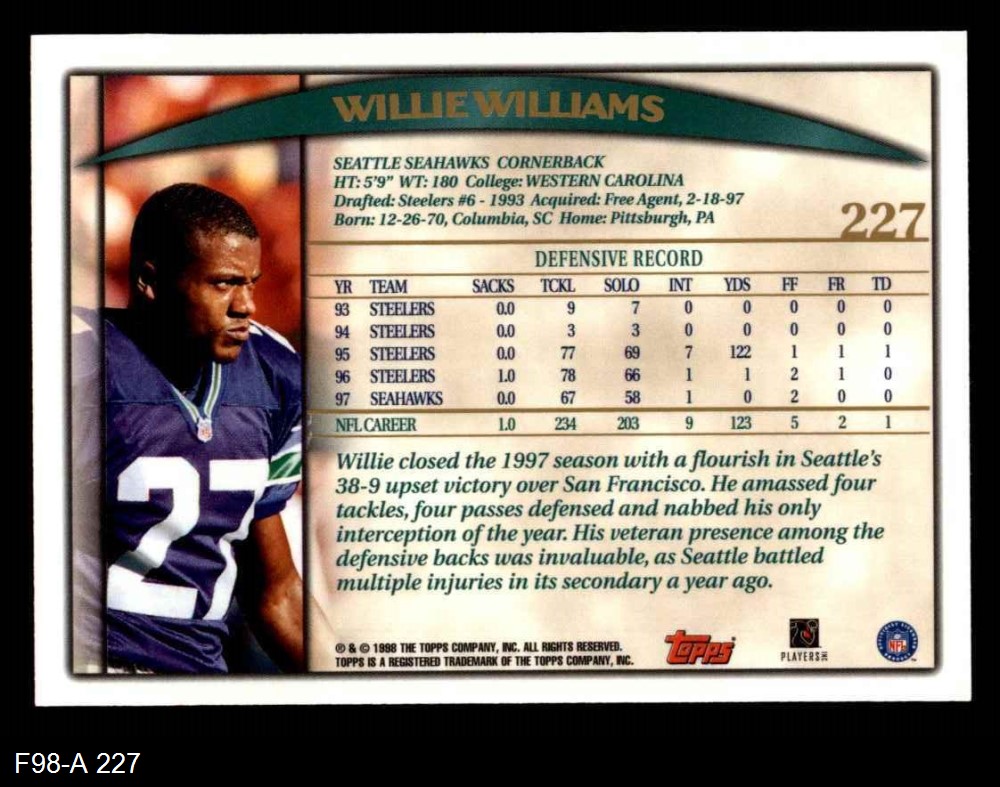 WILLIE WILLIAMS
SEATTLE SEAHAWKS CORNERBACK
HT: 5'9" WT: 180 College: WESTERN CAROLINA
Drafted: Steelers #6 - 1993 Acquired: Free Agent, 2-18-97
Born: 12-26-70, Columbia, SC Home: Pittsburgh, PA
227
DEFENSIVE RECORD
YR TEAM SACKS TCKL SOLO INT YDS FF FR TD
93 STEELERS 0.0 9 7 0 0 0 0 0
94 STEELERS 0.0 3 3 0 0 0 0 0
95 STEELERS 0.0 77 69 7 122 1 1 1
96 STEELERS 1.0 78 66 1 1 2 1 0
97 SEAHAWKS 0.0 67 58 1 0 2 0 0
NFL CAREER 1.0 234 203 9 123 5 2 1
Willie closed the 1997 season with a flourish in Seattle's
38-9 upset victory over San Francisco. He amassed four
tackles, four passes defensed and nabbed his only
interception of the year. His veteran presence among the
defensive backs was invaluable, as Seattle battled
multiple injuries in its secondary a year ago.
27
® & © 1998 THE TOPPS COMPANY, INC. ALL RIGHTS RESERVED.
TOPPS IS A REGISTERED TRADEMARK OF THE TOPPS COMPANY, INC.
Topps
PLAYERS INC
NFL
F98-A 227